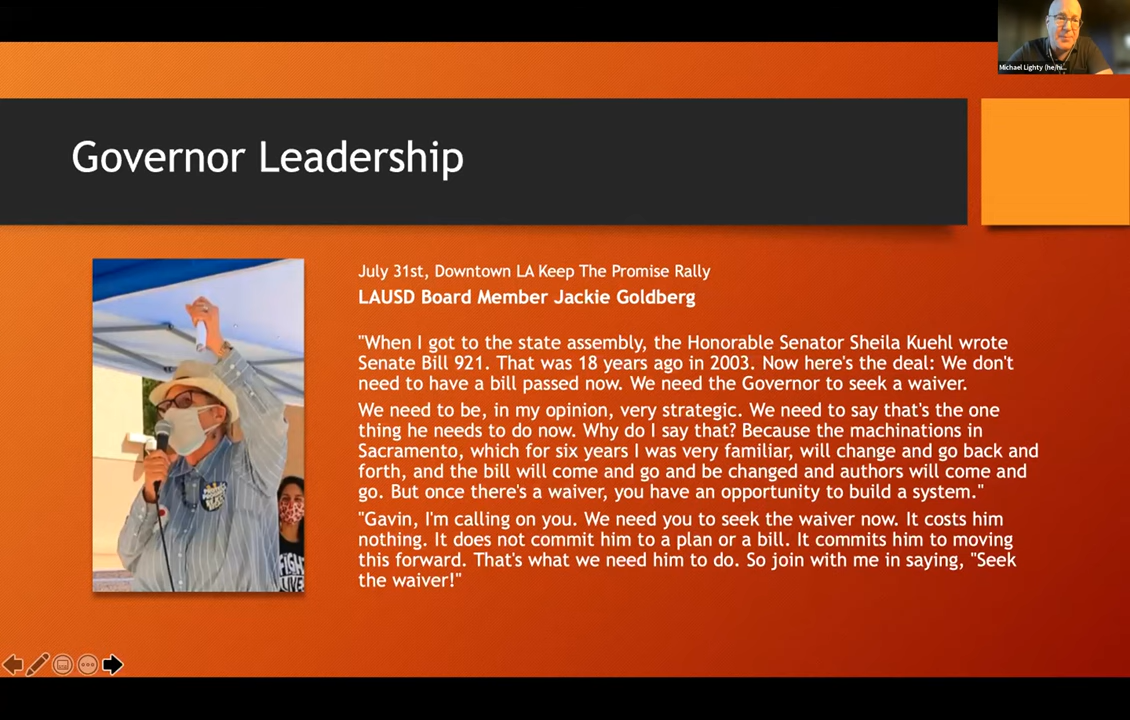 Michael Lighty (he/hi...
Governor Leadership
July 31st, Downtown LA Keep The Promise Rally
LAUSD Board Member Jackie Goldberg
"When I got to the state assembly, the Honorable Senator Sheila Kuehl wrote
Senate Bill 921. That was 18 years ago in 2003. Now here's the deal: We don't
need to have a bill passed now. We need the Governor to seek a waiver.
We need to be, in my opinion, very strategic. We need to say that's the one
thing he needs to do now. Why do I say that? Because the machinations in
Sacramento, which for six years I was very familiar, will change and go back and
forth, and the bill will come and go and be changed and authors will come and
go. But once there's a waiver, you have an opportunity to build a system."
"Gavin, I'm calling on you. We need you to seek the waiver now. It costs him
nothing. It does not commit him to a plan or a bill. It commits him to moving
this forward. That's what we need him to do. So join with me in saying, "Seek
the waiver!"
FIGHT
LIVES